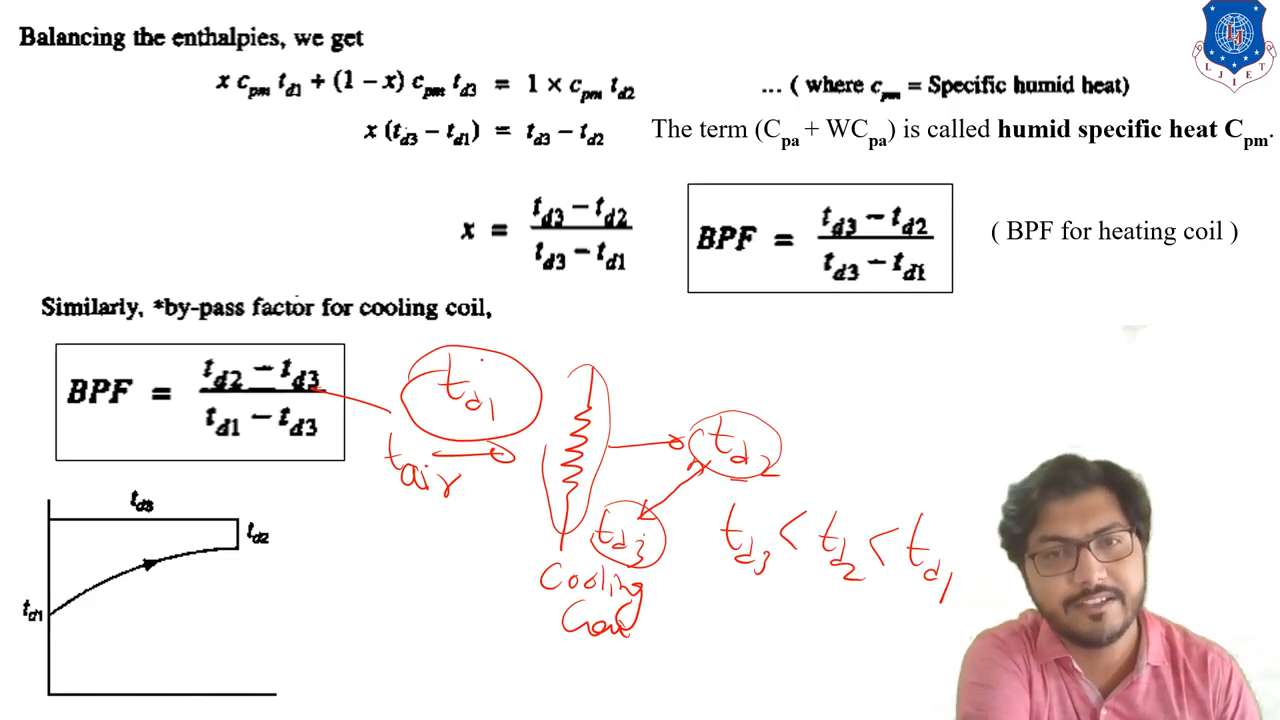 Balancing the enthalpies, we get
x c_pm t_d1 + (1 − x) c_pm t_d3 = 1 × c_pm t_d2 ... ( where c_pm = Specific humid heat)
x (t_d3 − t_d1) = t_d3 − t_d2 The term (C_pa + WC_pa) is called humid specific heat C_pm.
x = (t_d3 − t_d2) / (t_d3 − t_d1) BPF = (t_d3 − t_d2) / (t_d3 − t_d1) ( BPF for heating coil )
Similarly, *by-pass factor for cooling coil,
BPF = (t_d2 − t_d3) / (t_d1 − t_d3)
t_d1
t_air
t_d2
t_d3
Cooling
t_d3 < t_d2 < t_d1
t_d3
t_d2
t_d1
LJIET